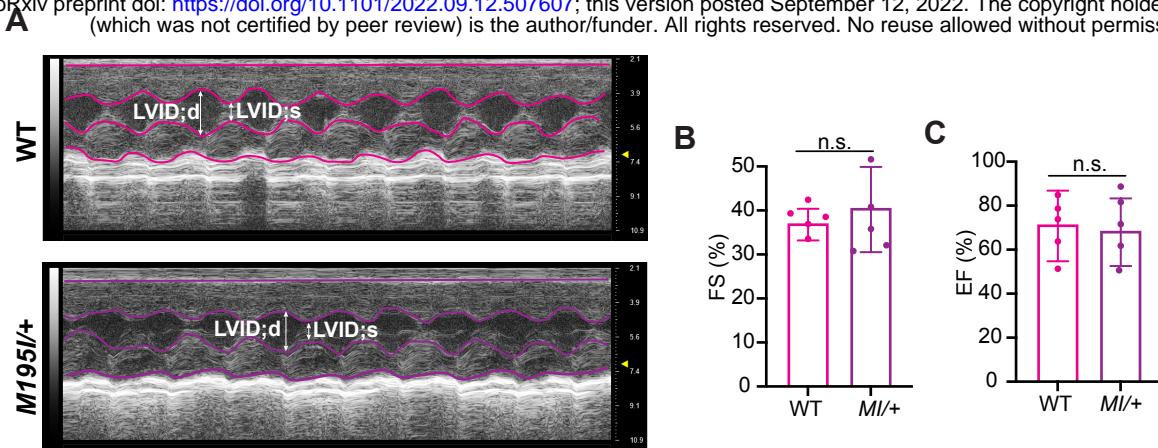 oRxiv preprint doi: https://doi.org/10.1101/2022.09.12.507607; this version posted September 12, 2022. The copyright holde
(which was not certified by peer review) is the author/funder. All rights reserved. No reuse allowed without permiss
A
WT
LVID;d
LVID;s
2.1
3.9
5.6
7.4
9.1
10.9
M195I/+
LVID;d
LVID;s
2.1
3.9
5.6
7.4
9.1
10.9
B
n.s.
FS (%)
50
40
30
20
10
0
WT
MI/+
C
n.s.
EF (%)
100
80
60
40
20
0
WT
MI/+